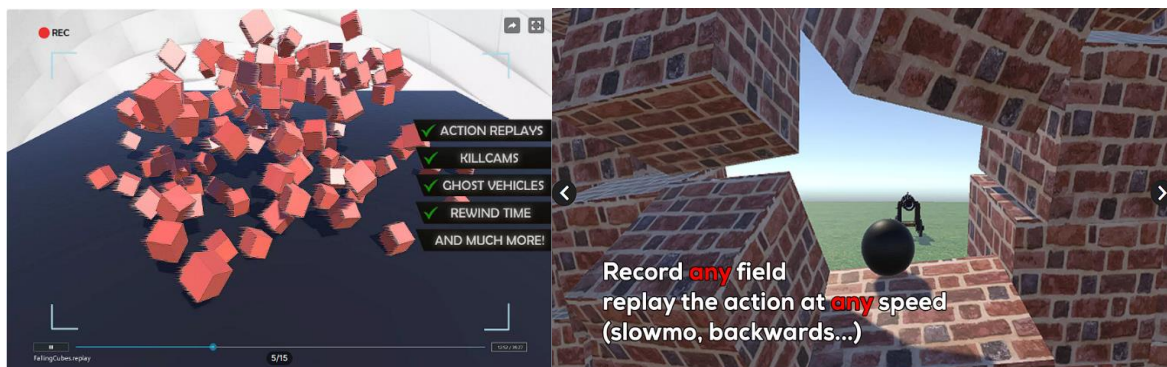 REC
ACTION REPLAYS
KILLCAMS
GHOST VEHICLES
REWIND TIME
AND MUCH MORE!
FallingCubes.replay
5/15
Record any field
replay the action at any speed
(slowmo, backwards...)